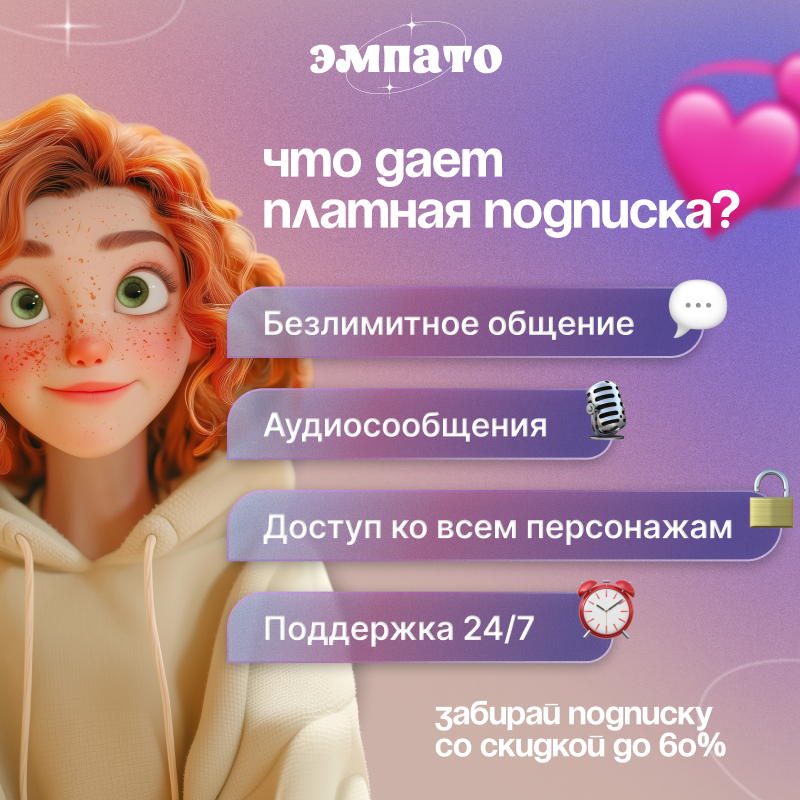 эмпато
что дает
платная подписка?
Безлимитное общение
Аудиосообщения
Доступ ко всем персонажам
Поддержка 24/7
забирай подписку
со скидкой до 60%